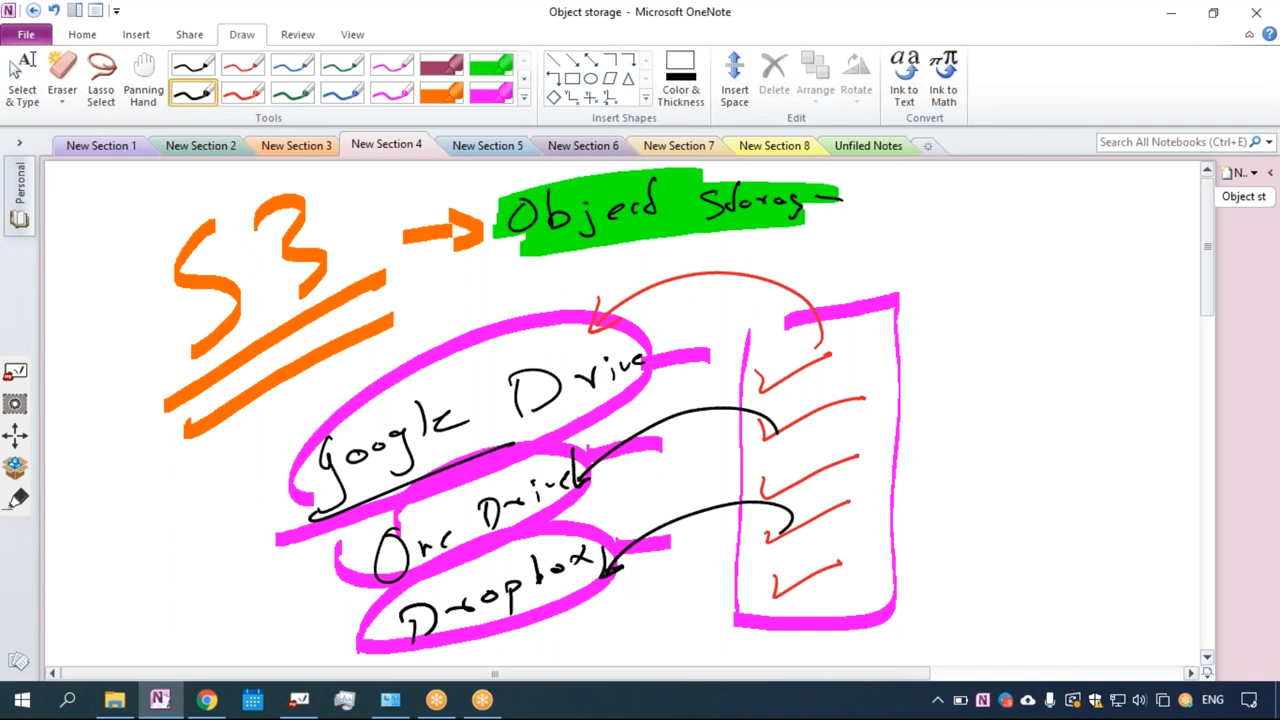 Object storage - Microsoft OneNote
File Home Insert Share Draw Review View
Select & Type
Eraser
Lasso Select
Panning Hand
Color & Thickness
Insert Space
Delete
Arrange
Rotate
Ink to Text
Ink to Math
Tools
Insert Shapes
Edit
Convert
New Section 1 New Section 2 New Section 3 New Section 4 New Section 5 New Section 6 New Section 7 New Section 8 Unfiled Notes
Search All Notebooks (Ctrl+E)
Personal
N..
Object st
S3
Object Storag
Google Drive
One Drive
Dropbox
ENG